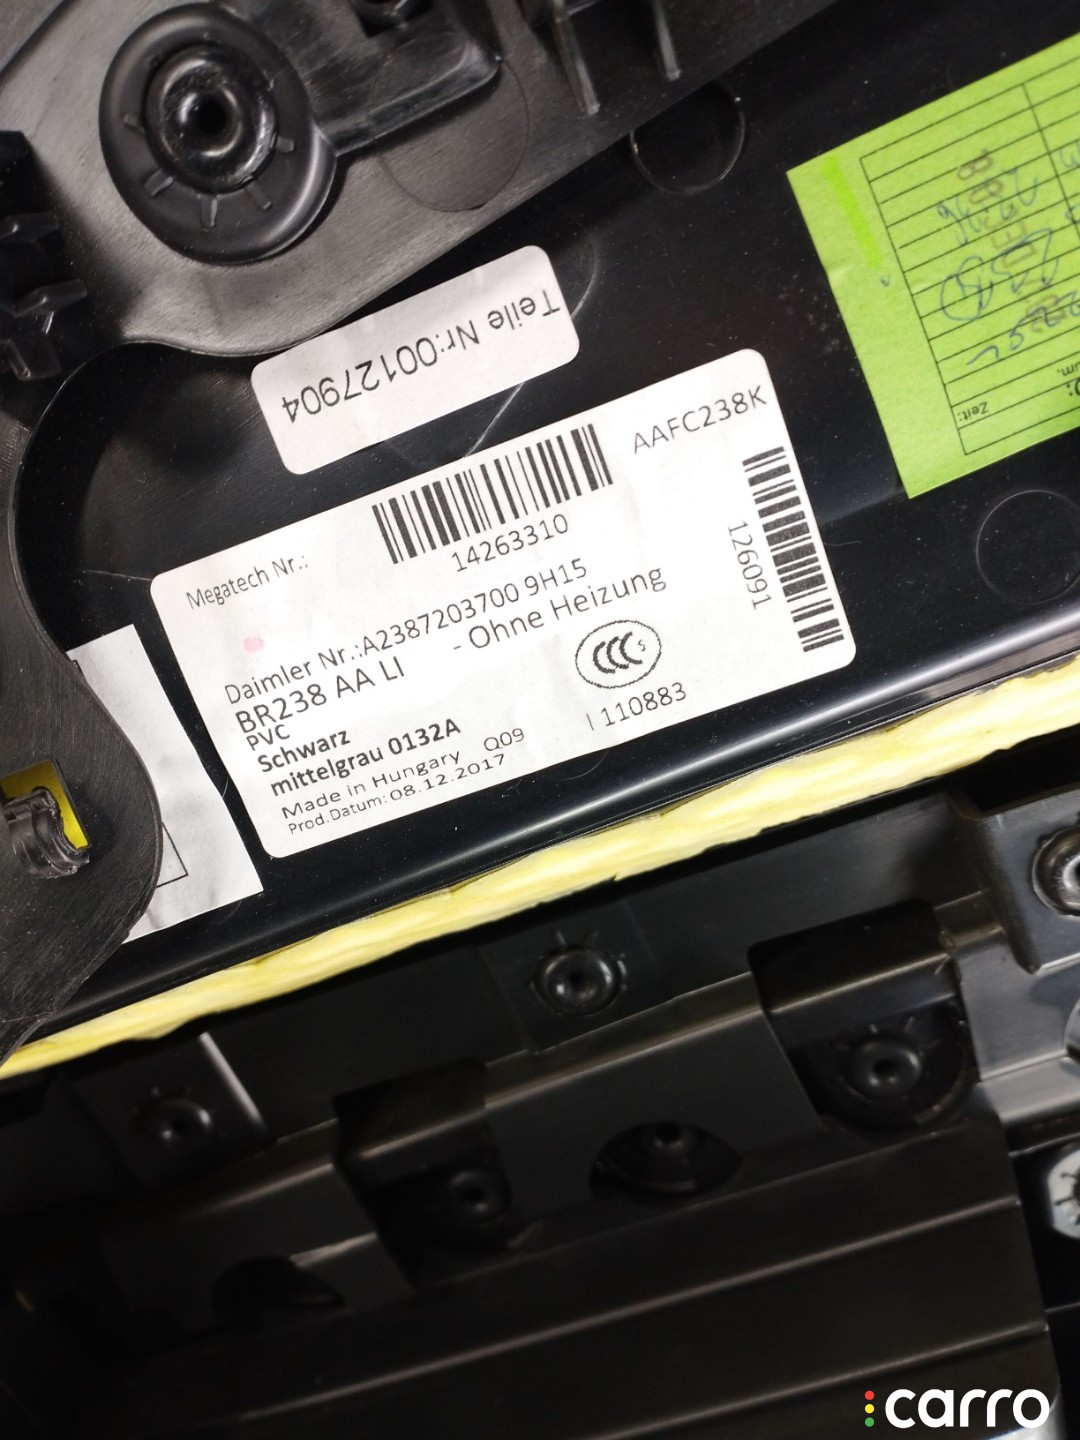 Teile Nr:00127904
AAFC238K
Megatech Nr.:
14263310
126091
Daimler Nr.:A2387203700 9H15
BR238 AA LI - Ohne Heizung
PVC
Schwarz
mittelgrau 0132A
CCC S
Made in Hungary Q09
I 110883
Prod.Datum:08.12.2017
Zeit:
carro